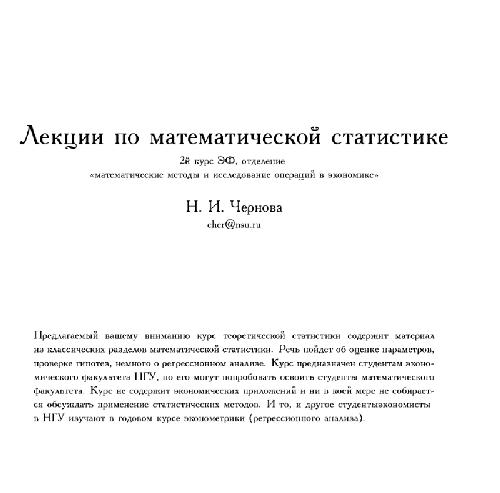 Лекции по математической статистике
2й курс ЭФ, отделение
«математические методы и исследование операций в экономике»
Н. И. Чернова
cher@nsu.ru
Предлагаемый вашему вниманию курс теоретической статистики содержит материал
из классических разделов математической статистики. Речь пойдет об оценке параметров,
проверке гипотез, немного о регрессионном анализе. Курс предназначен студентам эконо-
мического факультета НГУ, но его могут попробовать освоить студенты математического
факультета. Курс не содержит экономических приложений и ни в коей мере не собирает-
ся обсуждать применение статистических методов. И то, и другое студентыэкономисты-
в НГУ изучают в годовом курсе эконометрики (регрессионного анализа).